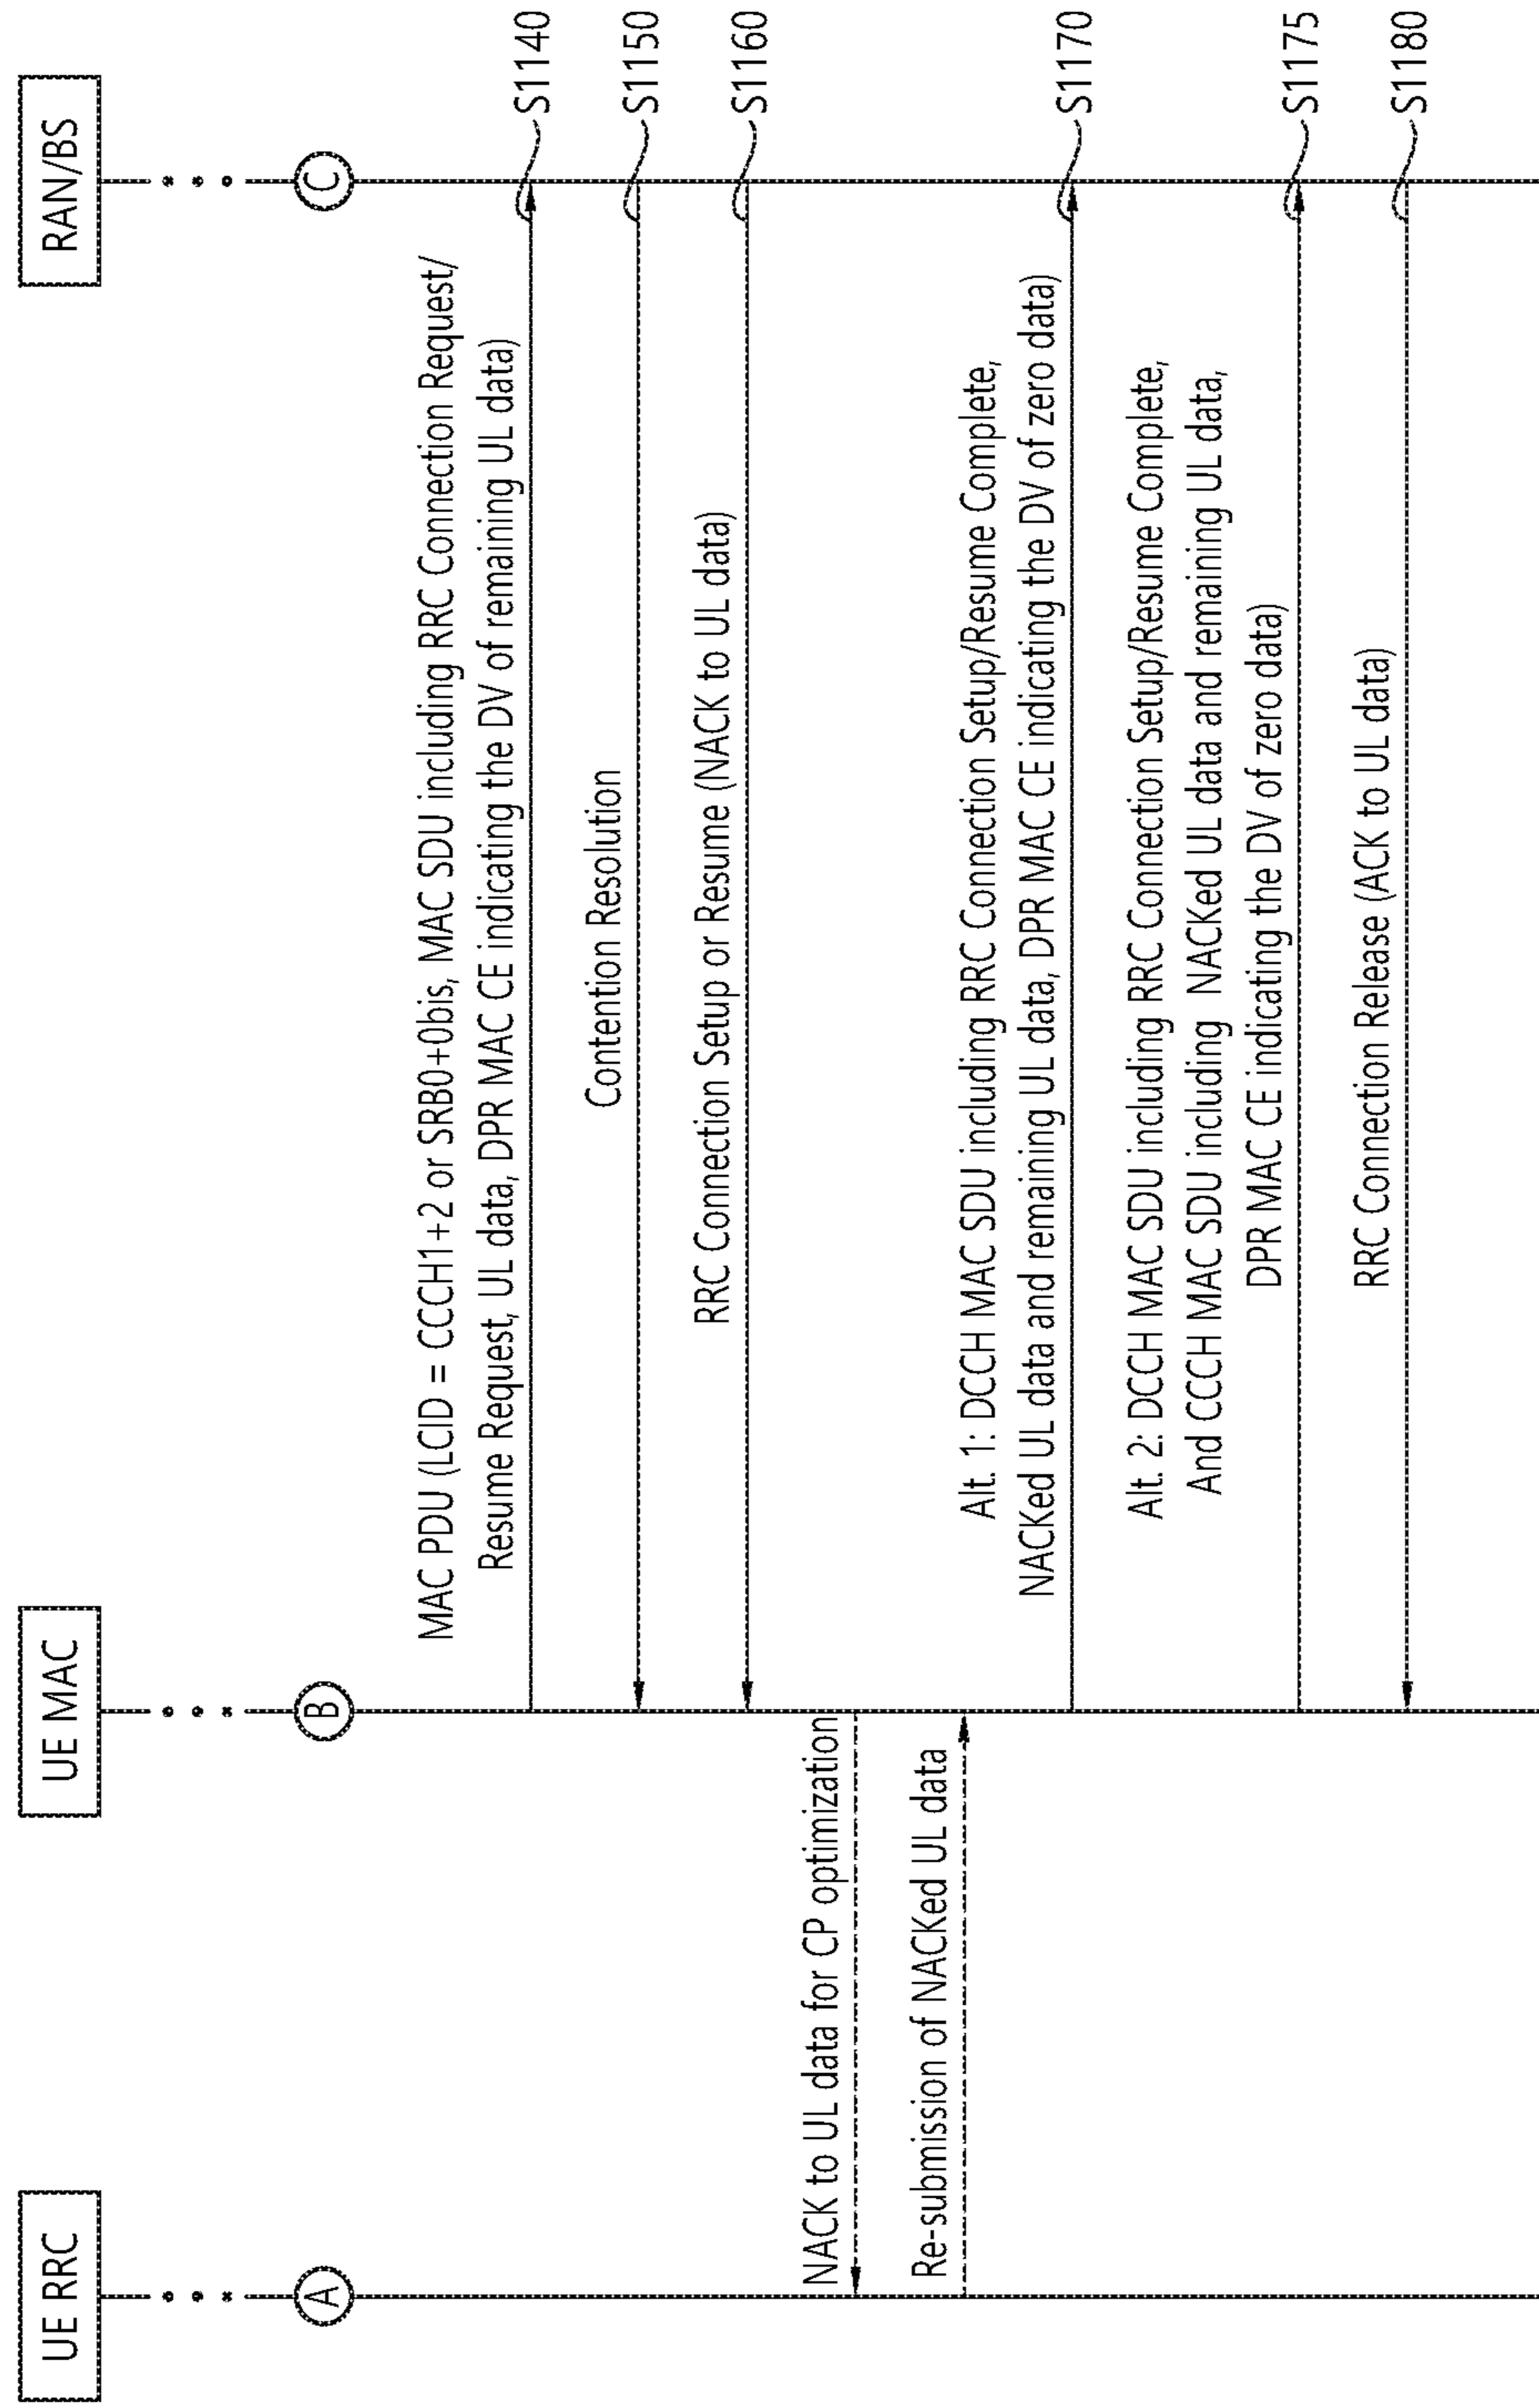 UE RRC
UE MAC
RAN/BS
A
B
C
MAC PDU (LCID = CCCH1+2 or SRB0+0bis, MAC SDU including RRC Connection Request/
Resume Request, UL data, DPR MAC CE indicating the DV of remaining UL data)
S1140
Contention Resolution
S1150
RRC Connection Setup or Resume (NACK to UL data)
S1160
NACK to UL data for CP optimization
Re-submission of NACKed UL data
Alt. 1: DCCH MAC SDU including RRC Connection Setup/Resume Complete,
NACKed UL data and remaining UL data, DPR MAC CE indicating the DV of zero data)
S1170
Alt. 2: DCCH MAC SDU including RRC Connection Setup/Resume Complete,
And CCCH MAC SDU including NACKed UL data and remaining UL data,
DPR MAC CE indicating the DV of zero data)
S1175
RRC Connection Release (ACK to UL data)
S1180